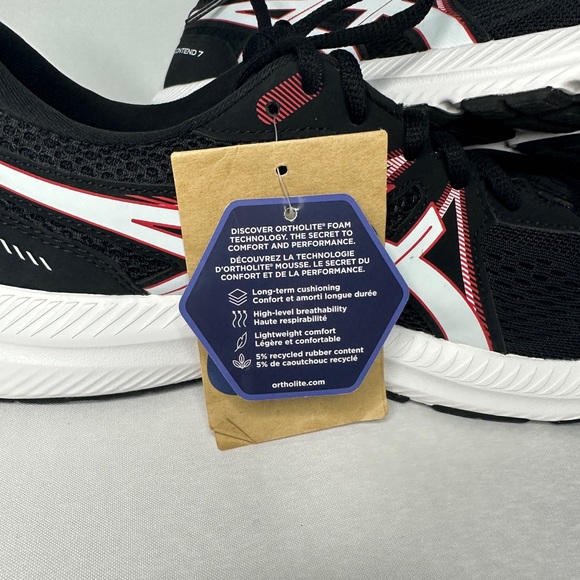 CONTEND 7
DISCOVER ORTHOLITE® FOAM
TECHNOLOGY. THE SECRET TO
COMFORT AND PERFORMANCE.
DÉCOUVREZ LA TECHNOLOGIE
D'ORTHOLITE® MOUSSE. LE SECRET DU
CONFORT ET DE LA PERFORMANCE.
Long-term cushioning
Confort et amorti longue durée
High-level breathability
Haute respirabilité
Lightweight comfort
Légère et confortable
5% recycled rubber content
5% de caoutchouc recyclé
ortholite.com